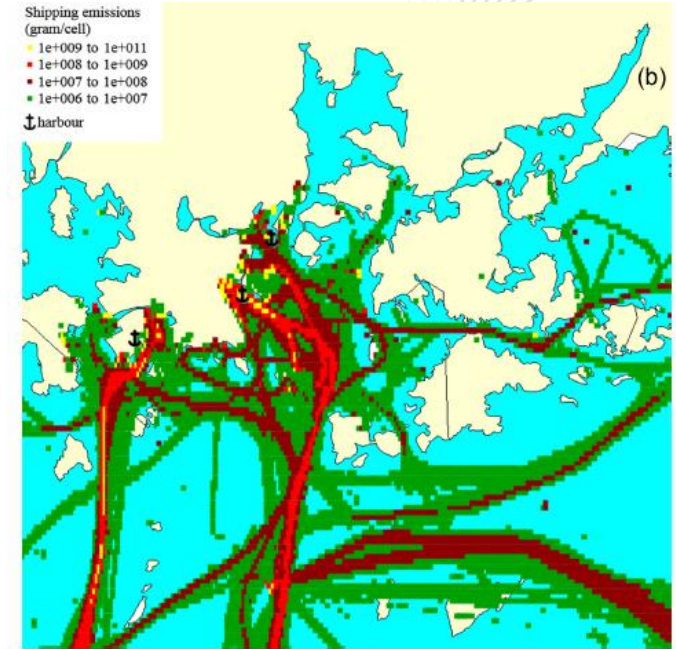 Shipping emissions
(gram/cell)
1e+009 to 1e+011
1e+008 to 1e+009
1e+007 to 1e+008
1e+006 to 1e+007
harbour
(b)